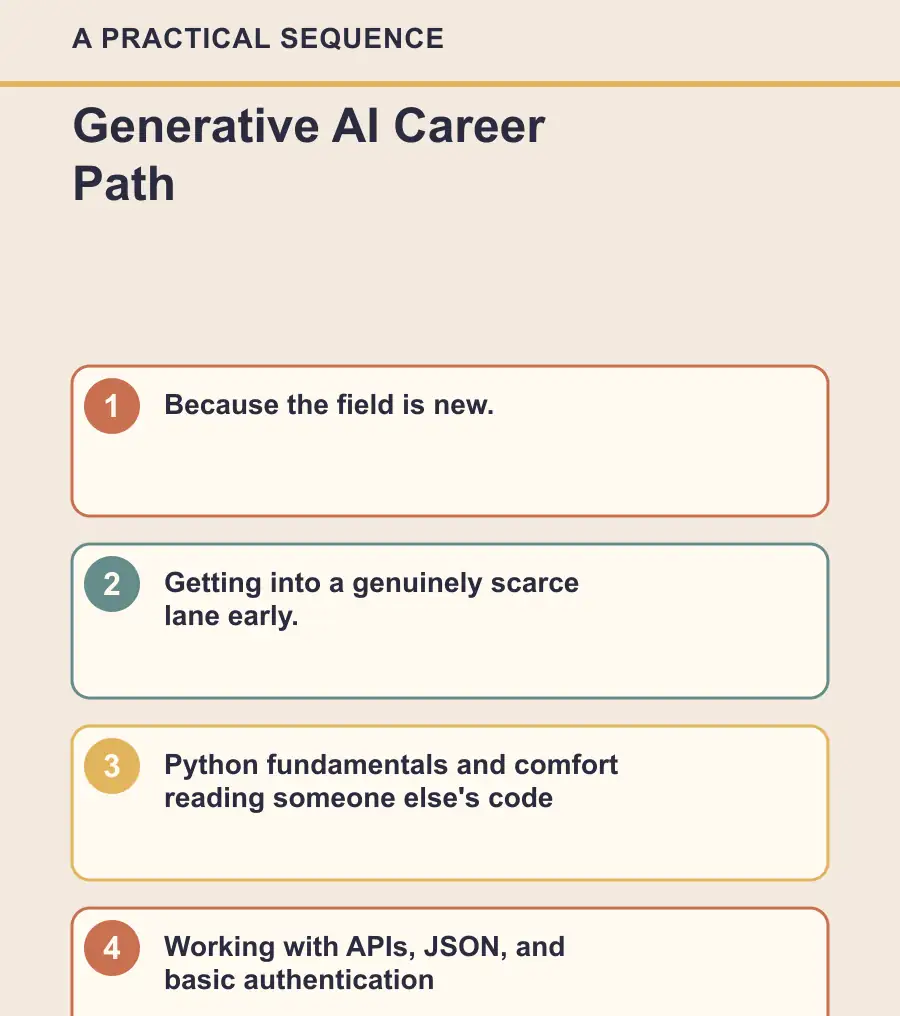 A PRACTICAL SEQUENCE
Generative AI Career
Path
1
Because the field is new.
2
Getting into a genuinely scarce
lane early.
3
Python fundamentals and comfort
reading someone else's code
4
Working with APIs, JSON, and
basic authentication